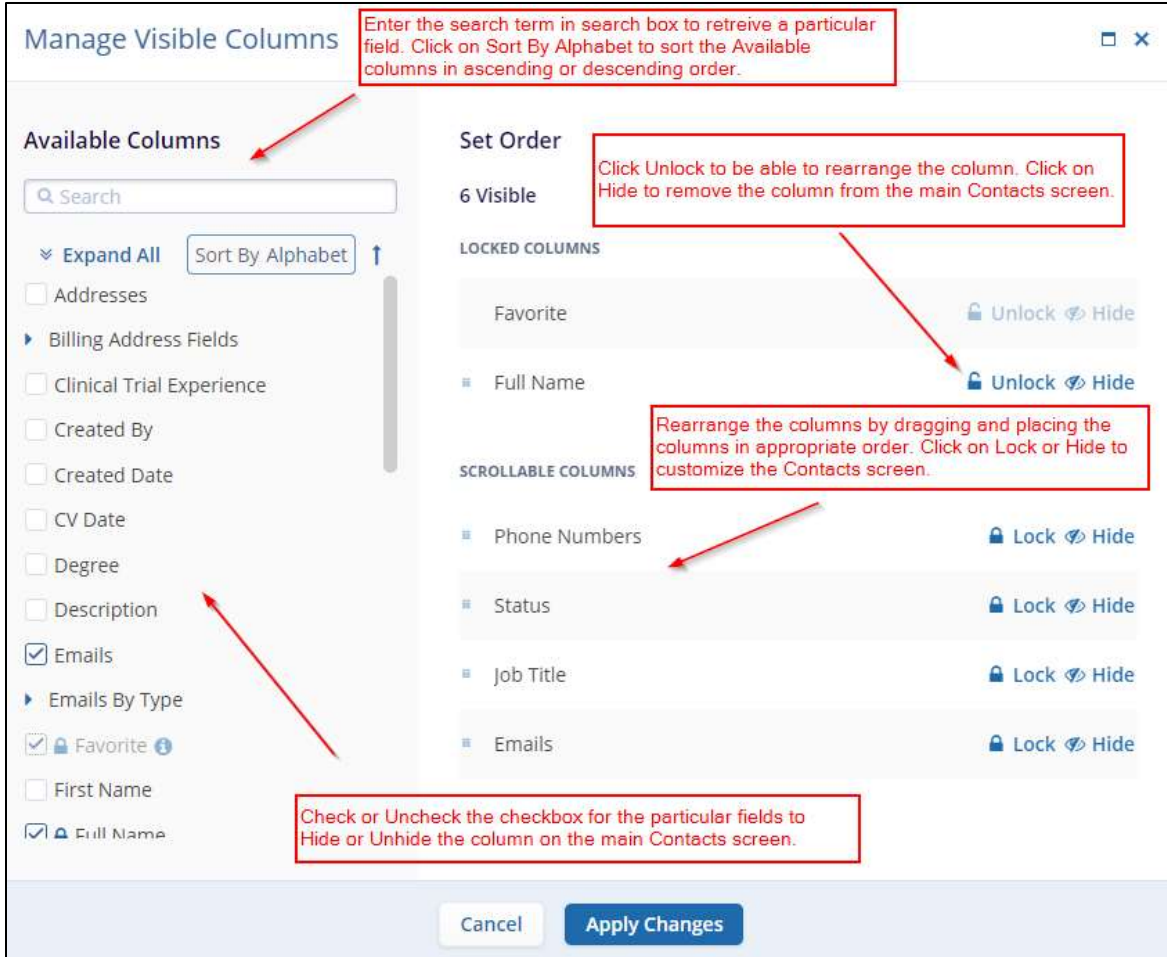 Manage Visible Columns
Enter the search term in search box to retreive a particular
field. Click on Sort By Alphabet to sort the Available
columns in ascending or descending order.
Available Columns
Search
Expand All Sort By Alphabet
Addresses
Billing Address Fields
Clinical Trial Experience
Created By
Created Date
CV Date
Degree
Description
Emails
Emails By Type
Favorite
First Name
Full Name
Set Order
6 Visible
Click Unlock to be able to rearrange the column. Click on
Hide to remove the column from the main Contacts screen.
LOCKED COLUMNS
Favorite Unlock Hide
Full Name Unlock Hide
Rearrange the columns by dragging and placing the
columns in appropriate order. Click on Lock or Hide to
customize the Contacts screen.
SCROLLABLE COLUMNS
Phone Numbers Lock Hide
Status Lock Hide
Job Title Lock Hide
Emails Lock Hide
Check or Uncheck the checkbox for the particular fields to
Hide or Unhide the column on the main Contacts screen.
Cancel Apply Changes